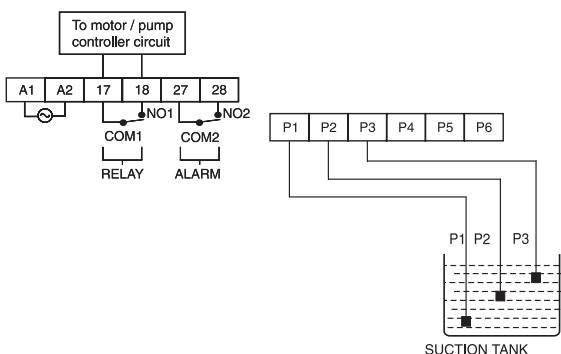 To motor / pump
controller circuit
A1 A2 17 18 27 28
NO1 NO2
COM1 COM2
RELAY ALARM
P1 P2 P3 P4 P5 P6
P1 P2 P3
SUCTION TANK